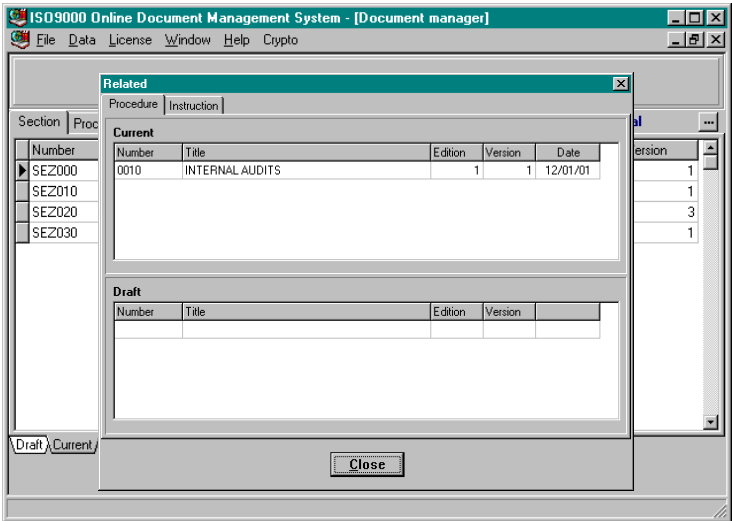 ISO9000 Online Document Management System - [Document manager]
File Data License Window Help Crypto
Related
Procedure Instruction
Section Proc al ...
Current
Number Number Title Edition Version Date ersion
SEZ000 0010 INTERNAL AUDITS 1 1 12/01/01 1
SEZ010 1
SEZ020 3
SEZ030 1
Draft
Number Title Edition Version
Draft Current
Close